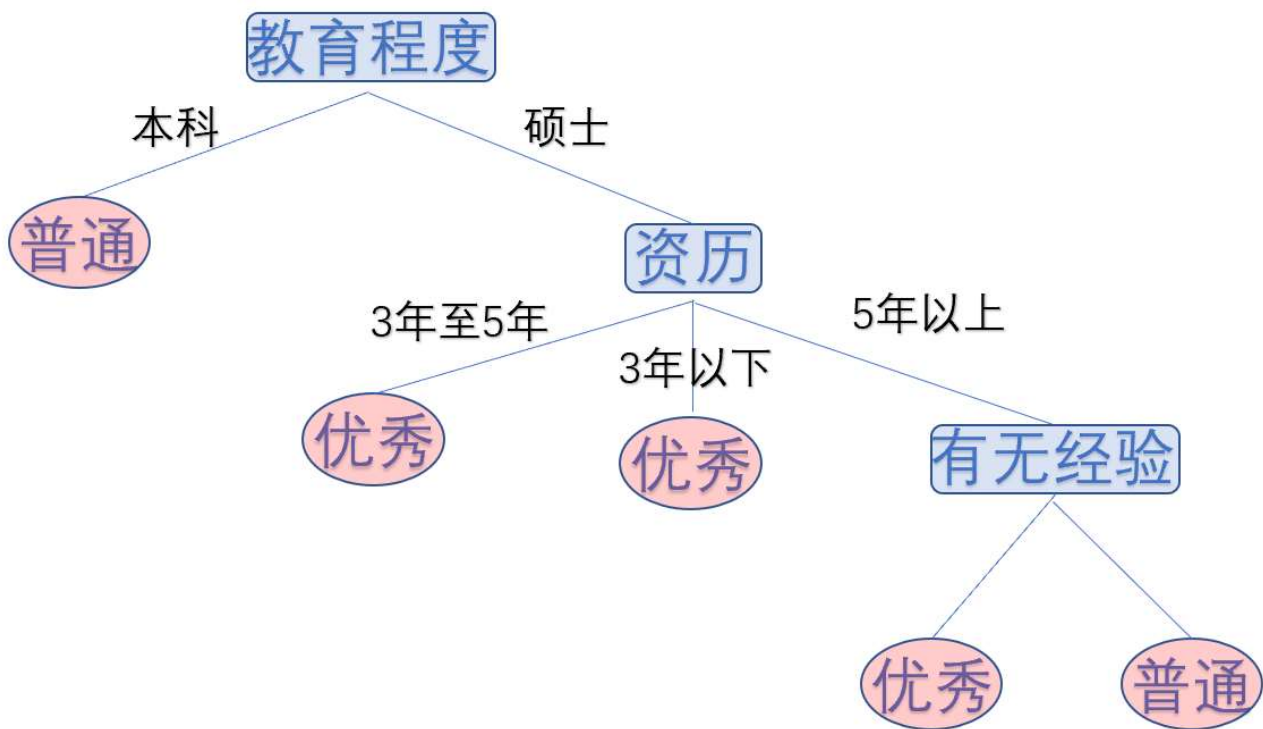 教育程度
本科
硕士
普通
资历
3年至5年
3年以下
5年以上
优秀
优秀
有无经验
优秀
普通